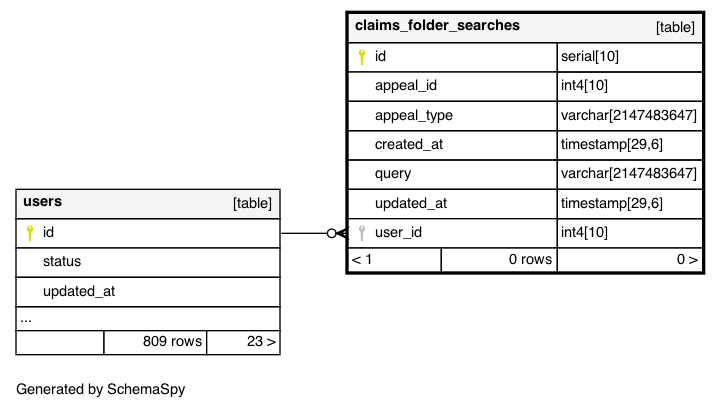 claims_folder_searches [table]
id serial[10]
appeal_id int4[10]
appeal_type varchar[2147483647]
created_at timestamp[29,6]
query varchar[2147483647]
updated_at timestamp[29,6]
user_id int4[10]
< 1 0 rows 0 >
users [table]
id
status
updated_at
...
809 rows 23 >
Generated by SchemaSpy